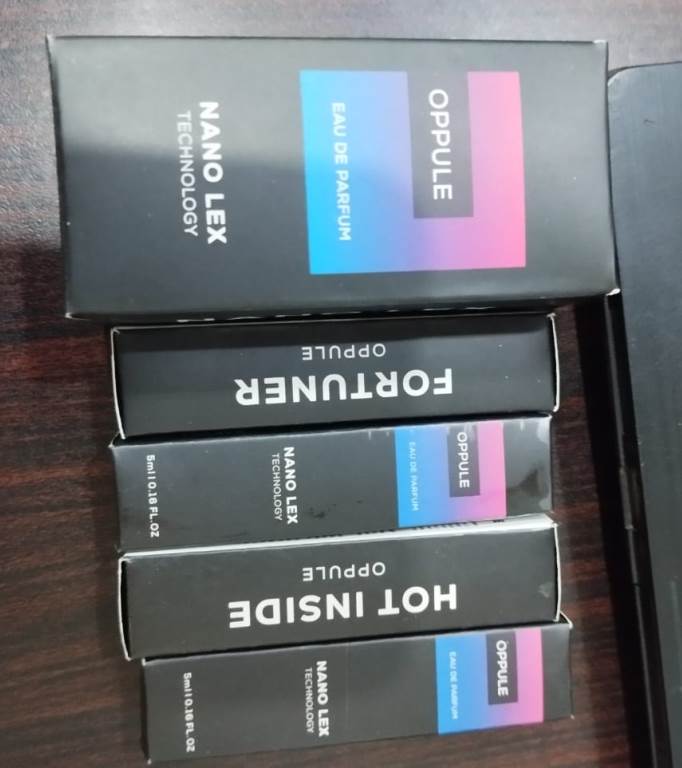 OPPULE
EAU DE PARFUM
NANO LEX
TECHNOLOGY
FORTUNER
OPPULE
OPPULE
EAU DE PARFUM
NANO LEX
TECHNOLOGY
5ml l 0.16 FL.OZ
HOT INSIDE
OPPULE
OPPULE
EAU DE PARFUM
NANO LEX
TECHNOLOGY
5ml l 0.16 FL.OZ